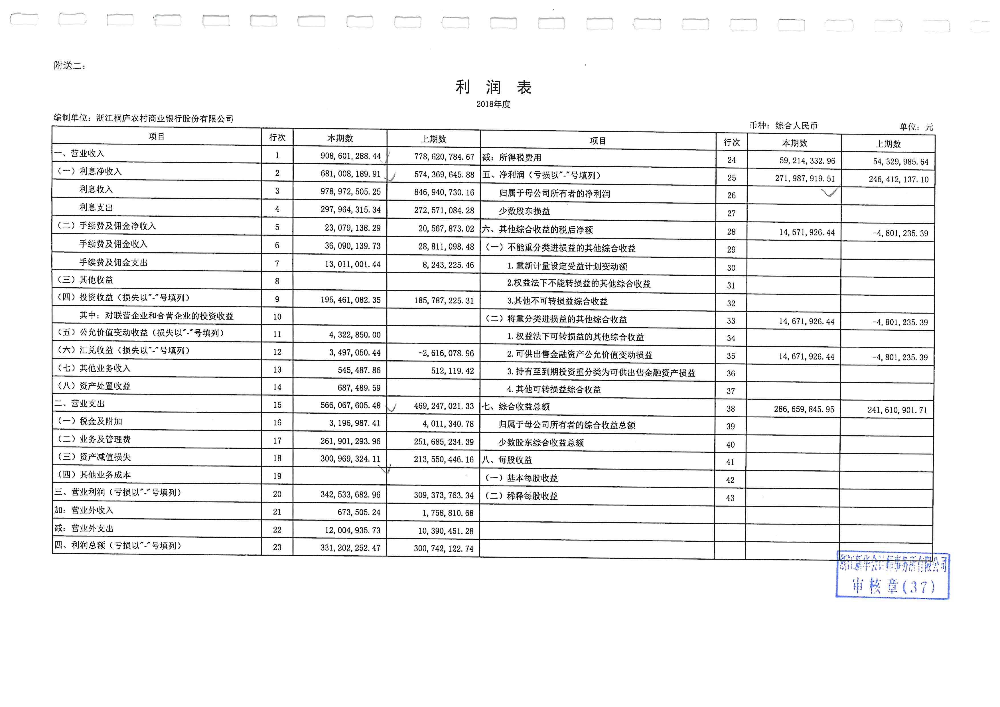 附送二：
利 润 表
2018年度
编制单位：浙江桐庐农村商业银行股份有限公司 币种：综合人民币 单位：元
项目 行次 本期数 上期数 项目 行次 本期数 上期数
一、营业收入 1 908,601,288.44 778,620,784.67 减：所得税费用 24 59,214,332.96 54,329,985.64
（一）利息净收入 2 681,008,189.91 574,369,645.88 五、净利润（亏损以"-"号填列） 25 271,987,919.51 246,412,137.10
利息收入 3 978,972,505.25 846,940,730.16 归属于母公司所有者的净利润 26
利息支出 4 297,964,315.34 272,571,084.28 少数股东损益 27
（二）手续费及佣金净收入 5 23,079,138.29 20,567,873.02 六、其他综合收益的税后净额 28 14,671,926.44 -4,801,235.39
手续费及佣金收入 6 36,090,139.73 28,811,098.48 （一）不能重分类进损益的其他综合收益 29
手续费及佣金支出 7 13,011,001.44 8,243,225.46 1.重新计量设定受益计划变动额 30
（三）其他收益 8 2.权益法下不能转损益的其他综合收益 31
（四）投资收益（损失以"-"号填列） 9 195,461,082.35 185,787,225.31 3.其他不可转损益综合收益 32
其中：对联营企业和合营企业的投资收益 10 （二）将重分类进损益的其他综合收益 33 14,671,926.44 -4,801,235.39
（五）公允价值变动收益（损失以"-"号填列） 11 4,322,850.00 1.权益法下可转损益的其他综合收益 34
（六）汇兑收益（损失以"-"号填列） 12 3,497,050.44 -2,616,078.96 2.可供出售金融资产公允价值变动损益 35 14,671,926.44 -4,801,235.39
（七）其他业务收入 13 545,487.86 512,119.42 3.持有至到期投资重分类为可供出售金融资产损益 36
（八）资产处置收益 14 687,489.59 4.其他可转损益综合收益 37
二、营业支出 15 566,067,605.48 469,247,021.33 七、综合收益总额 38 286,659,845.95 241,610,901.71
（一）税金及附加 16 3,196,987.41 4,011,340.78 归属于母公司所有者的综合收益总额 39
（二）业务及管理费 17 261,901,293.96 251,685,234.39 少数股东综合收益总额 40
（三）资产减值损失 18 300,969,324.11 213,550,446.16 八、每股收益 41
（四）其他业务成本 19 （一）基本每股收益 42
三、营业利润（亏损以"-"号填列） 20 342,533,682.96 309,373,763.34 （二）稀释每股收益 43
加：营业外收入 21 673,505.24 1,758,810.68
减：营业外支出 22 12,004,935.73 10,390,451.28
四、利润总额（亏损以"-"号填列） 23 331,202,252.47 300,742,122.74
浙江新华会计师事务所有限公司
审核章(37)